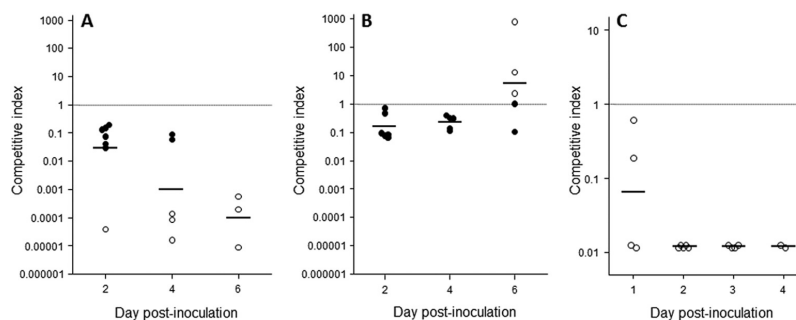 A
Competitive index
1000
100
10
1
0.1
0.01
0.001
0.0001
0.00001
0.000001
2 4 6
Day post-inoculation
B
Competitive index
1000
100
10
1
0.1
0.01
0.001
0.0001
0.00001
0.000001
2 4 6
Day post-inoculation
C
Competitive index
10
1
0.1
0.01
1 2 3 4
Day post-inoculation